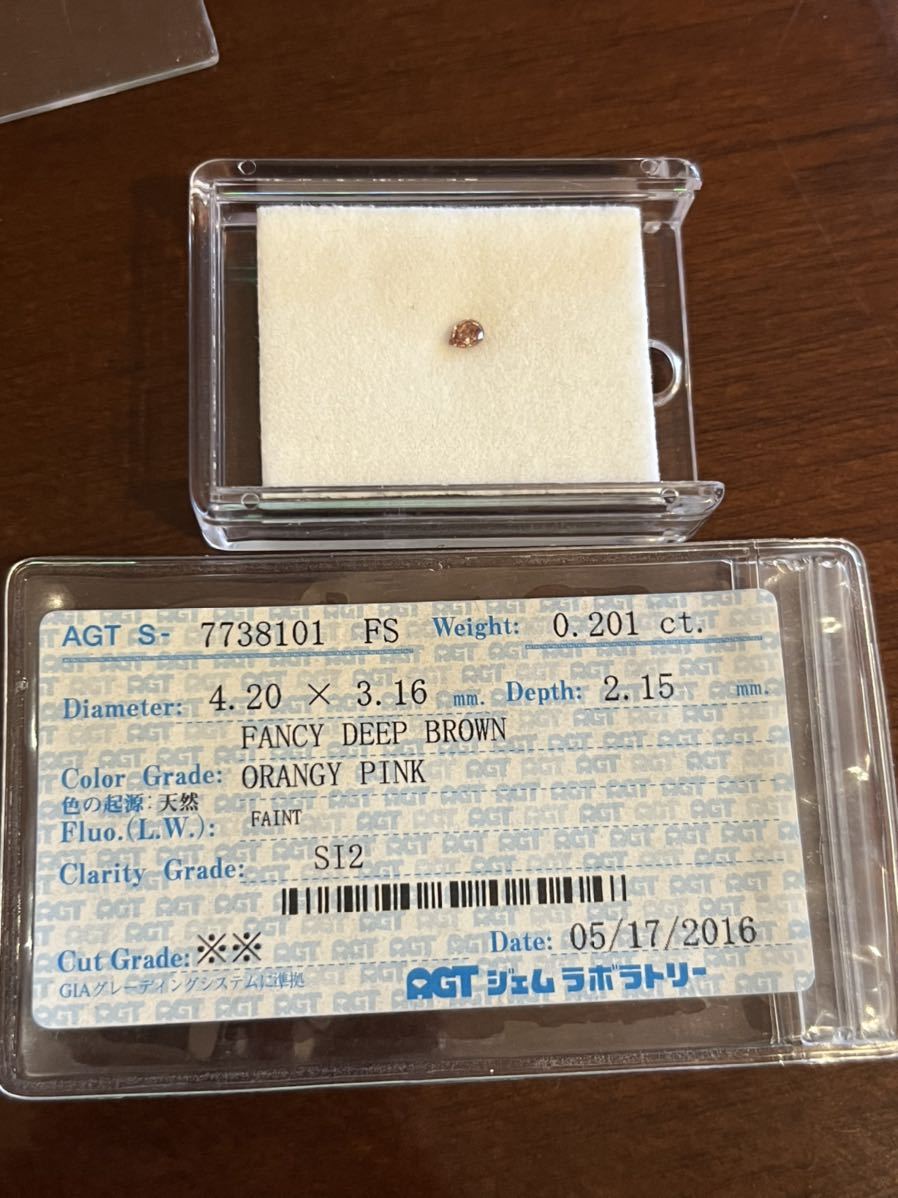 AGT S- 7738101 FS Weight: 0.201 ct.
Diameter: 4.20 × 3.16 mm. Depth: 2.15 mm.
FANCY DEEP BROWN
Color Grade: ORANGY PINK
色の起源:天然
Fluo.(L.W.): FAINT
Clarity Grade: SI2
Cut Grade: ※※ Date: 05/17/2016
GIAグレーディングシステムに準拠 AGT ジェムラボラトリー